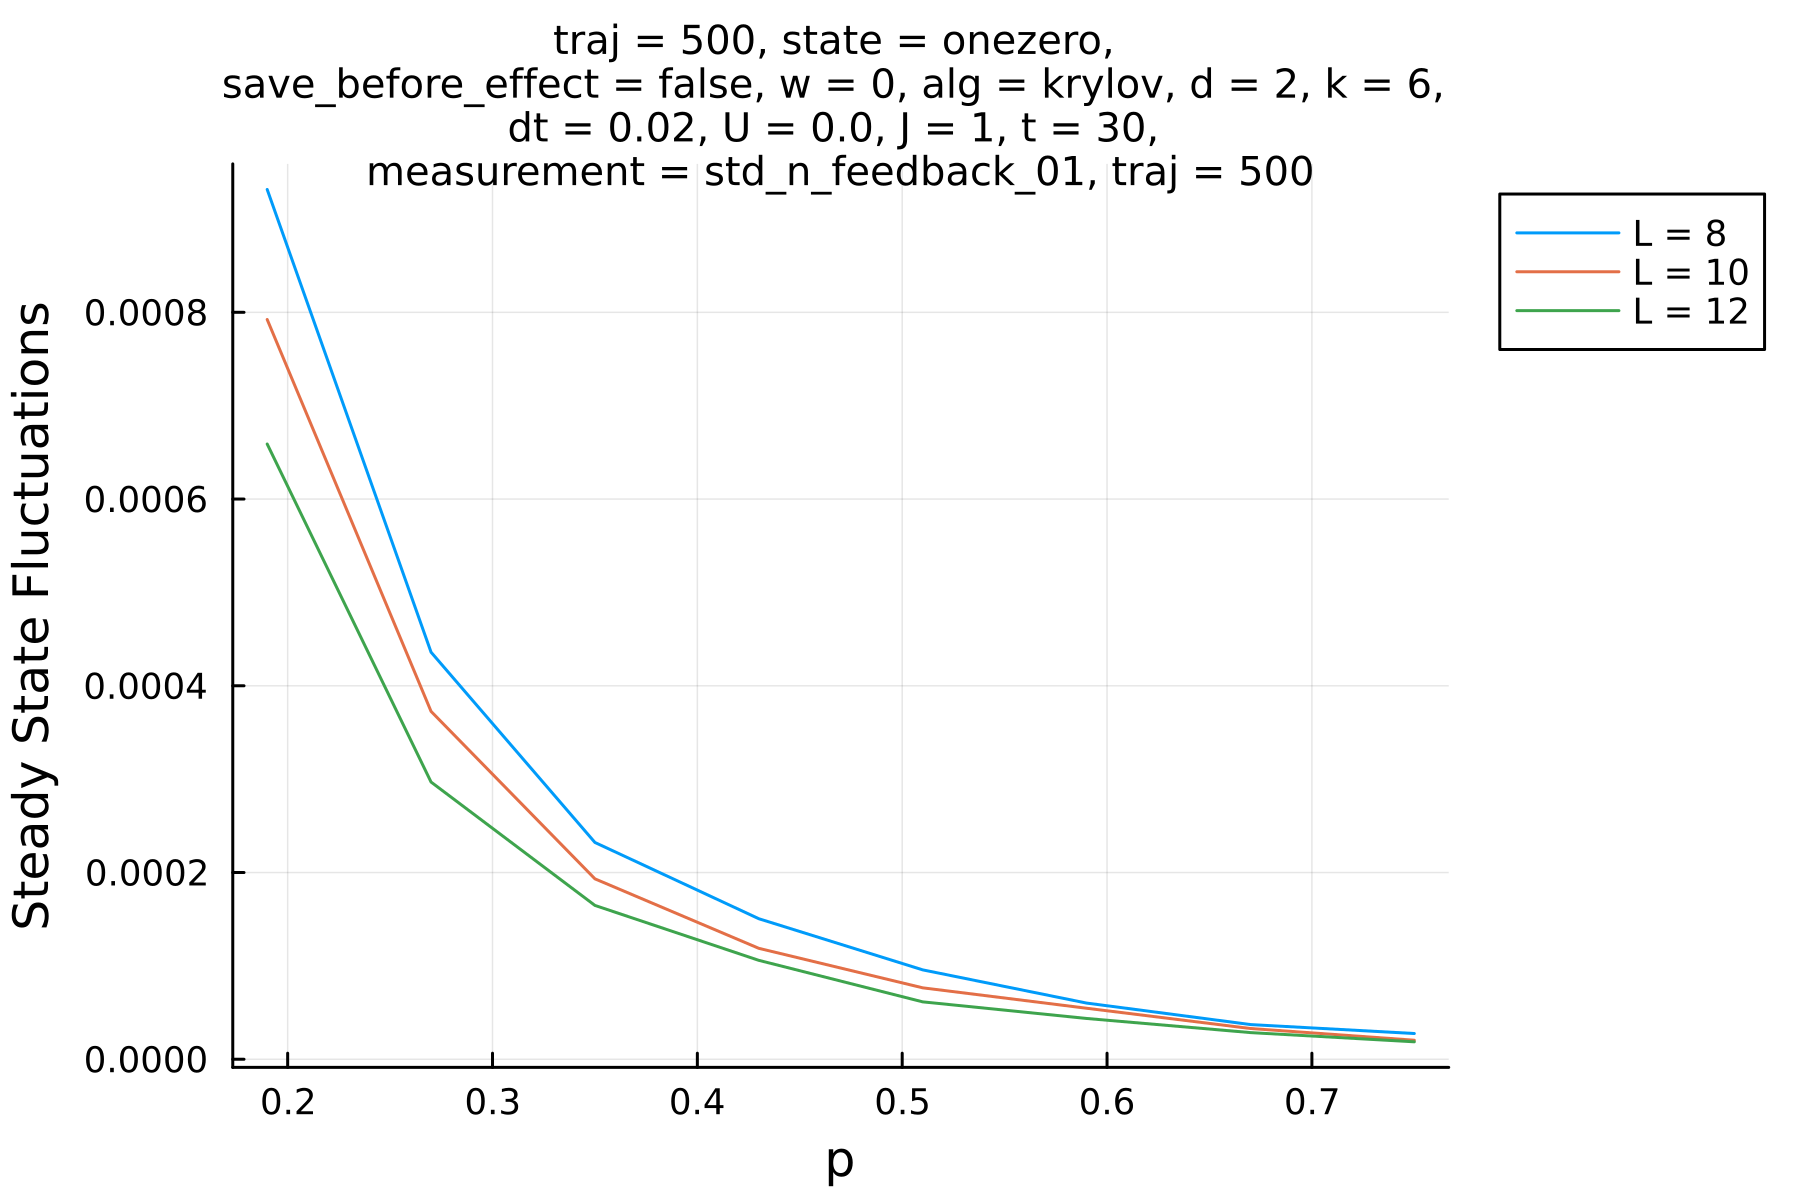 traj = 500, state = onezero,
save_before_effect = false, w = 0, alg = krylov, d = 2, k = 6,
dt = 0.02, U = 0.0, J = 1, t = 30,
measurement = std_n_feedback_01, traj = 500
L = 8
L = 10
L = 12
Steady State Fluctuations
0.0008
0.0006
0.0004
0.0002
0.0000
0.2 0.3 0.4 0.5 0.6 0.7
p